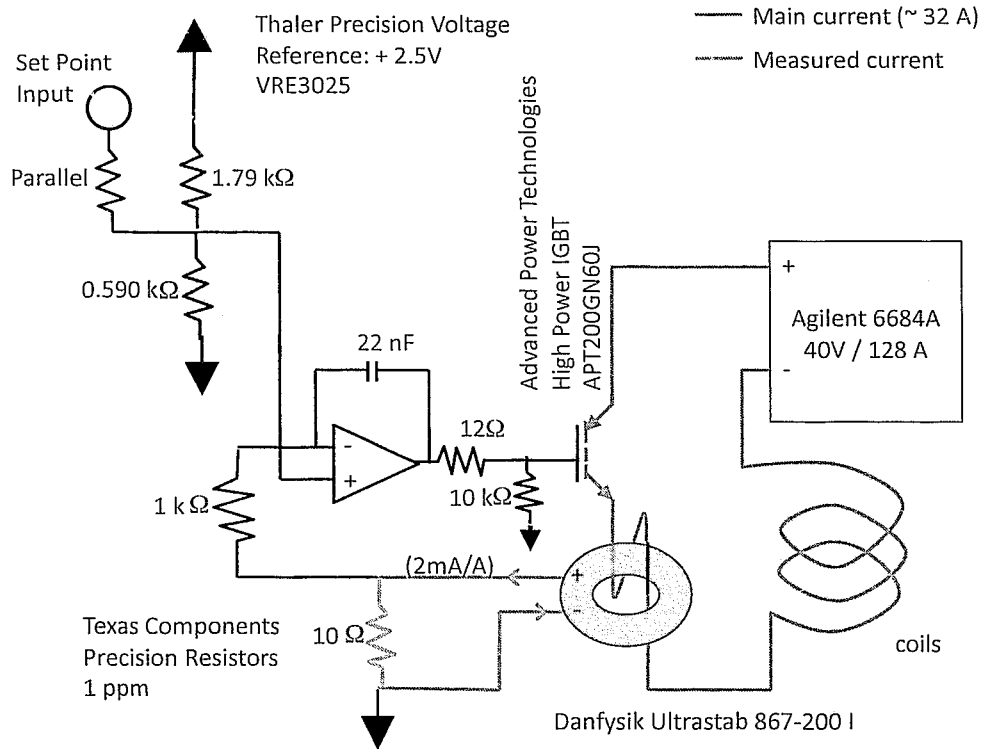 Thaler Precision Voltage
Reference: + 2.5V
VRE3025
Main current (~ 32 A)
Measured current
Set Point
Input
Parallel
1.79 kΩ
0.590 kΩ
Advanced Power Technologies
High Power IGBT
APT200GN60J
+
Agilent 6684A
40V / 128 A
-
22 nF
-
+
12Ω
10 kΩ
1 k Ω
(2mA/A)
+
-
10 Ω
Texas Components
Precision Resistors
1 ppm
coils
Danfysik Ultrastab 867-200 I